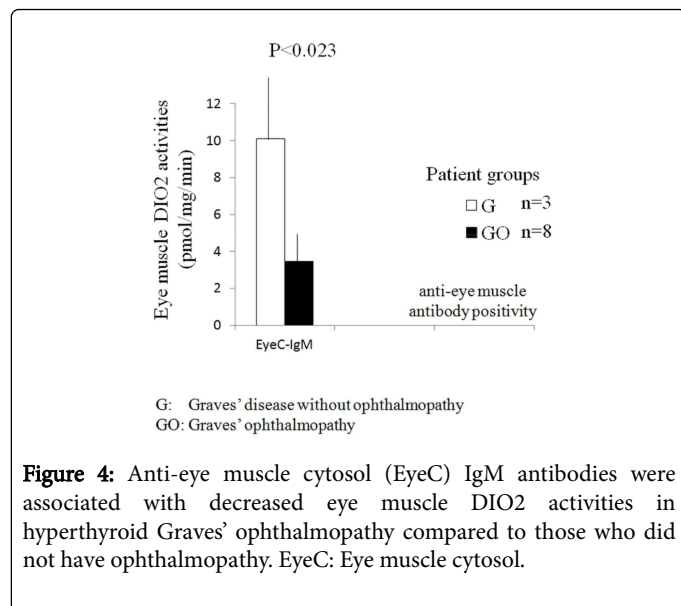 P<0.023
Eye muscle DIO2 activities
(pmol/mg/min)
12
10
8
6
4
2
0
EyeC-IgM
Patient groups
G n=3
GO n=8
anti-eye muscle
antibody positivity
G: Graves' disease without ophthalmopathy
GO: Graves' ophthalmopathy
Figure 4: Anti-eye muscle cytosol (EyeC) IgM antibodies were
associated with decreased eye muscle DIO2 activities in
hyperthyroid Graves' ophthalmopathy compared to those who did
not have ophthalmopathy. EyeC: Eye muscle cytosol.